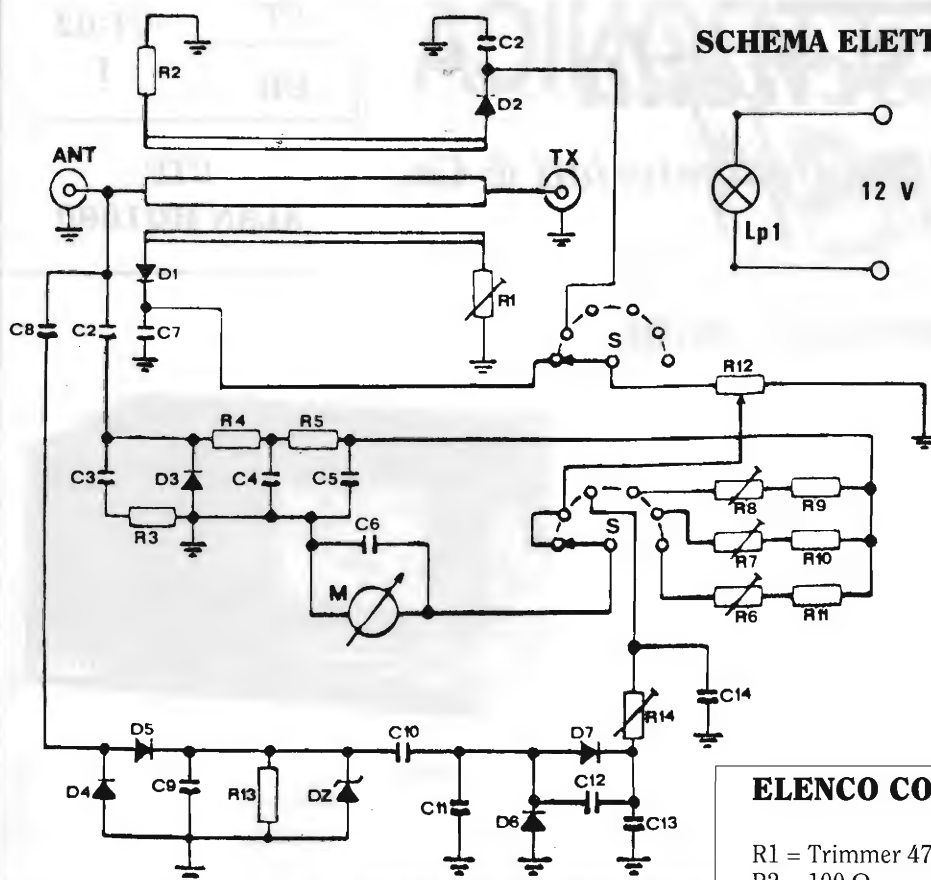 SCHEMA ELETT
R2
C2
D2
ANT
TX
12 V
Lp1
D1
R1
C8
C2
C7
S
R12
R4
R5
C3
D3
C4
C5
R8
R9
R3
C6
S
R7
R10
M
R6
R11
C14
R14
D5
C10
D7
D4
C9
R13
DZ
C11
C12
D6
C13
ELENCO CO
R1 = Trimmer 47
R2 = 100 Ω